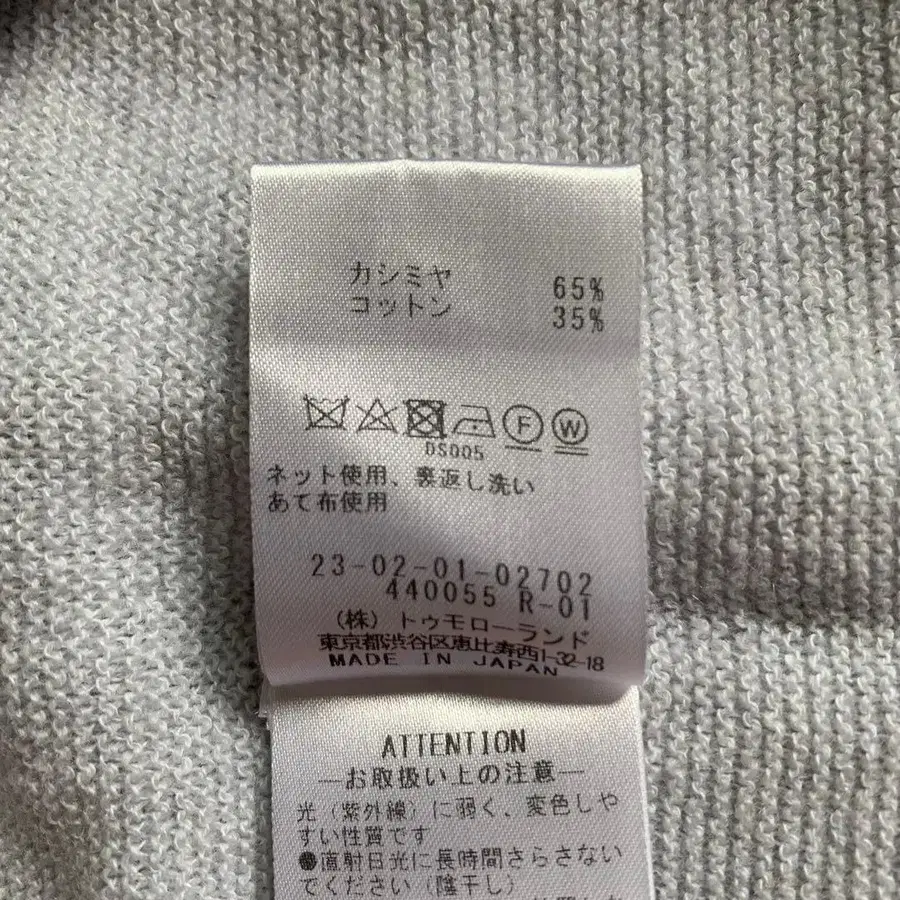 カシミヤ 65%
コットン 35%
F W
DS005
ネット使用、裏返し洗い
あて布使用
23-02-01-02702
440055 R-01
(株) トゥモローランド
東京都渋谷区恵比寿西1-32-18
MADE IN JAPAN
ATTENTION
―お取扱い上の注意―
光(紫外線)に弱く、変色しや
すい性質です
●直射日光に長時間さらさない
でください(陰干し)